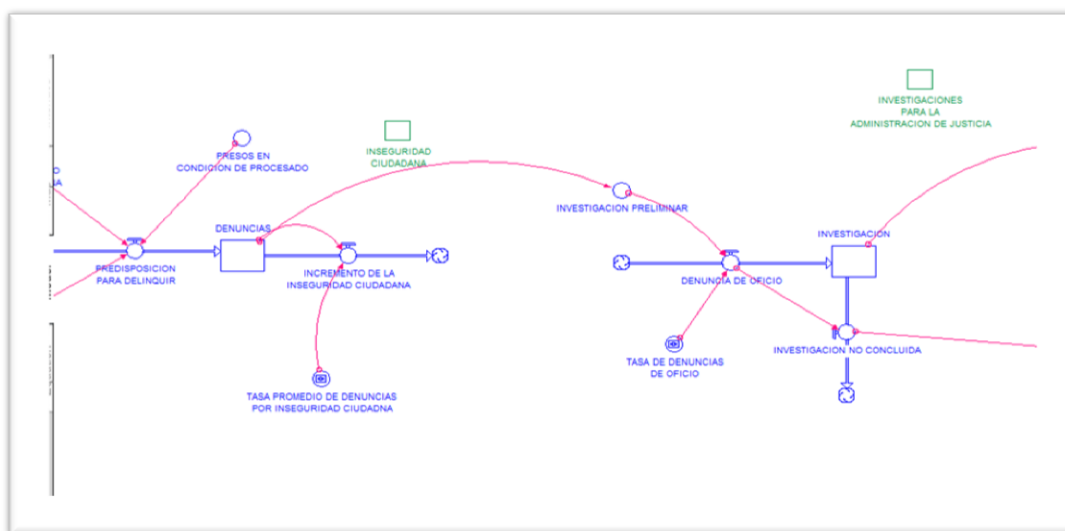 INVESTIGACIONES
PARA LA
ADMINISTRACION DE JUSTICIA
INSEGURIDAD
CIUDADANA
PRESOS EN
CONDICION DE PROCESADO
INVESTIGACION PRELIMINAR
DENUNCIAS
INVESTIGACION
PREDISPOSICION
PARA DELINQUIR
INCREMENTO DE LA
INSEGURIDAD CIUDADANA
DENUNCIA DE OFICIO
INVESTIGACION NO CONCLUIDA
TASA DE DENUNCIAS
DE OFICIO
TASA PROMEDIO DE DENUNCIAS
POR INSEGURIDAD CIUDADNA